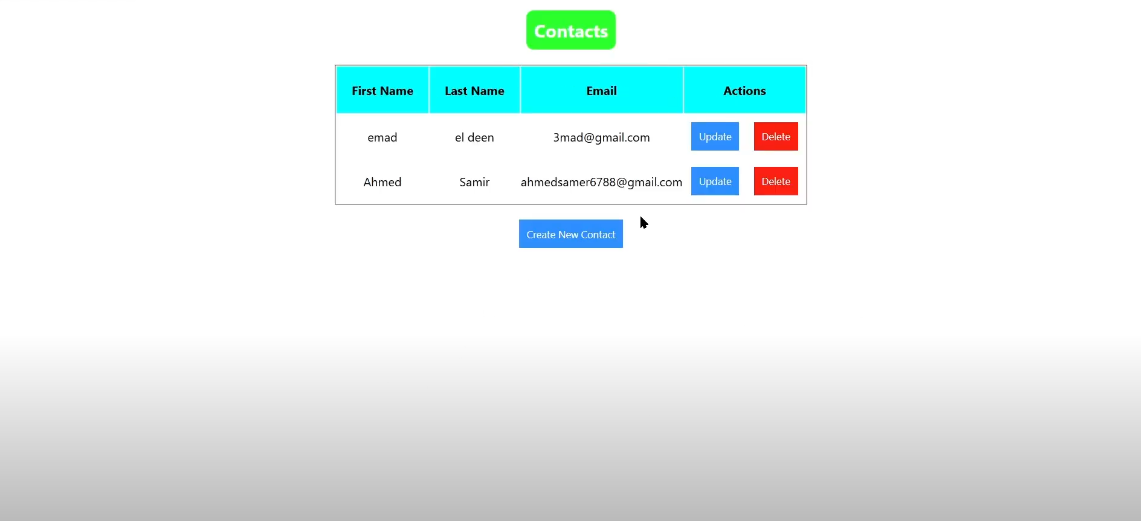 Contacts
First Name Last Name Email Actions
emad el deen 3mad@gmail.com Update Delete
Ahmed Samir ahmedsamer6788@gmail.com Update Delete
Create New Contact